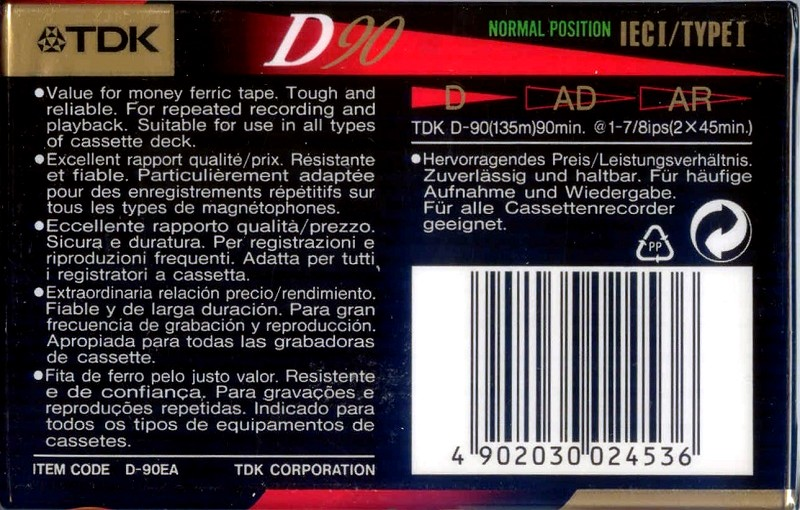 TDK
D90
NORMAL POSITION IECI/TYPEI
●Value for money ferric tape. Tough and
reliable. For repeated recording and
playback. Suitable for use in all types
of cassette deck.
●Excellent rapport qualité/prix. Résistante
et fiable. Particulièrement adaptée
pour des enregistrements répétitifs sur
tous les types de magnétophones.
●Eccellente rapporto qualità/prezzo.
Sicura e duratura. Per registrazioni e
riproduzioni frequenti. Adatta per tutti
i registratori a cassetta.
●Extraordinaria relación precio/rendimiento.
Fiable y de larga duración. Para gran
frecuencia de grabación y reproducción.
Apropiada para todas las grabadoras
de cassette.
●Fita de ferro pelo justo valor. Resistente
e de confiança. Para gravações e
reproduções repetidas. Indicado para
todos os tipos de equipamentos de
cassetes.
ITEM CODE D-90EA TDK CORPORATION
D AD AR
TDK D-90(135m)90min. @1-7/8ips(2×45min.)
●Hervorragendes Preis/Leistungsverhältnis.
Zuverlässig und haltbar. Für häufige
Aufnahme und Wiedergabe.
Für alle Cassettenrecorder
geeignet.
PP
4 902030 024536